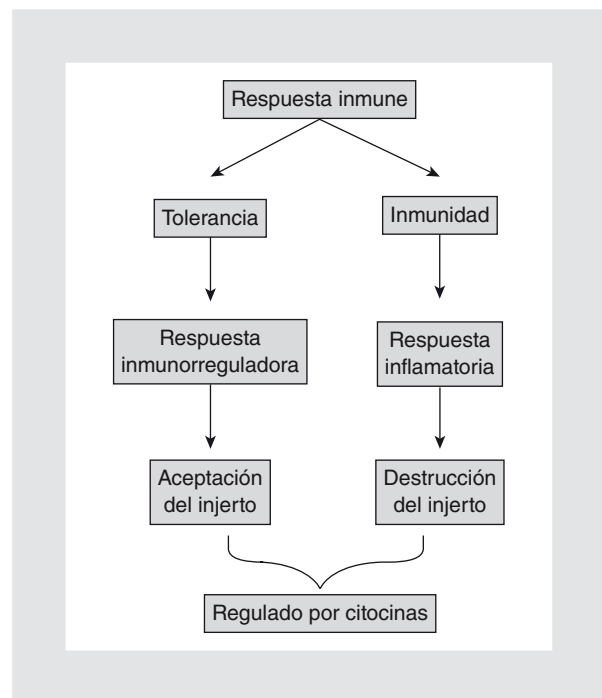 Respuesta inmune
Tolerancia
Inmunidad
Respuesta
inmunorreguladora
Respuesta
inflamatoria
Aceptación
del injerto
Destrucción
del injerto
Regulado por citocinas